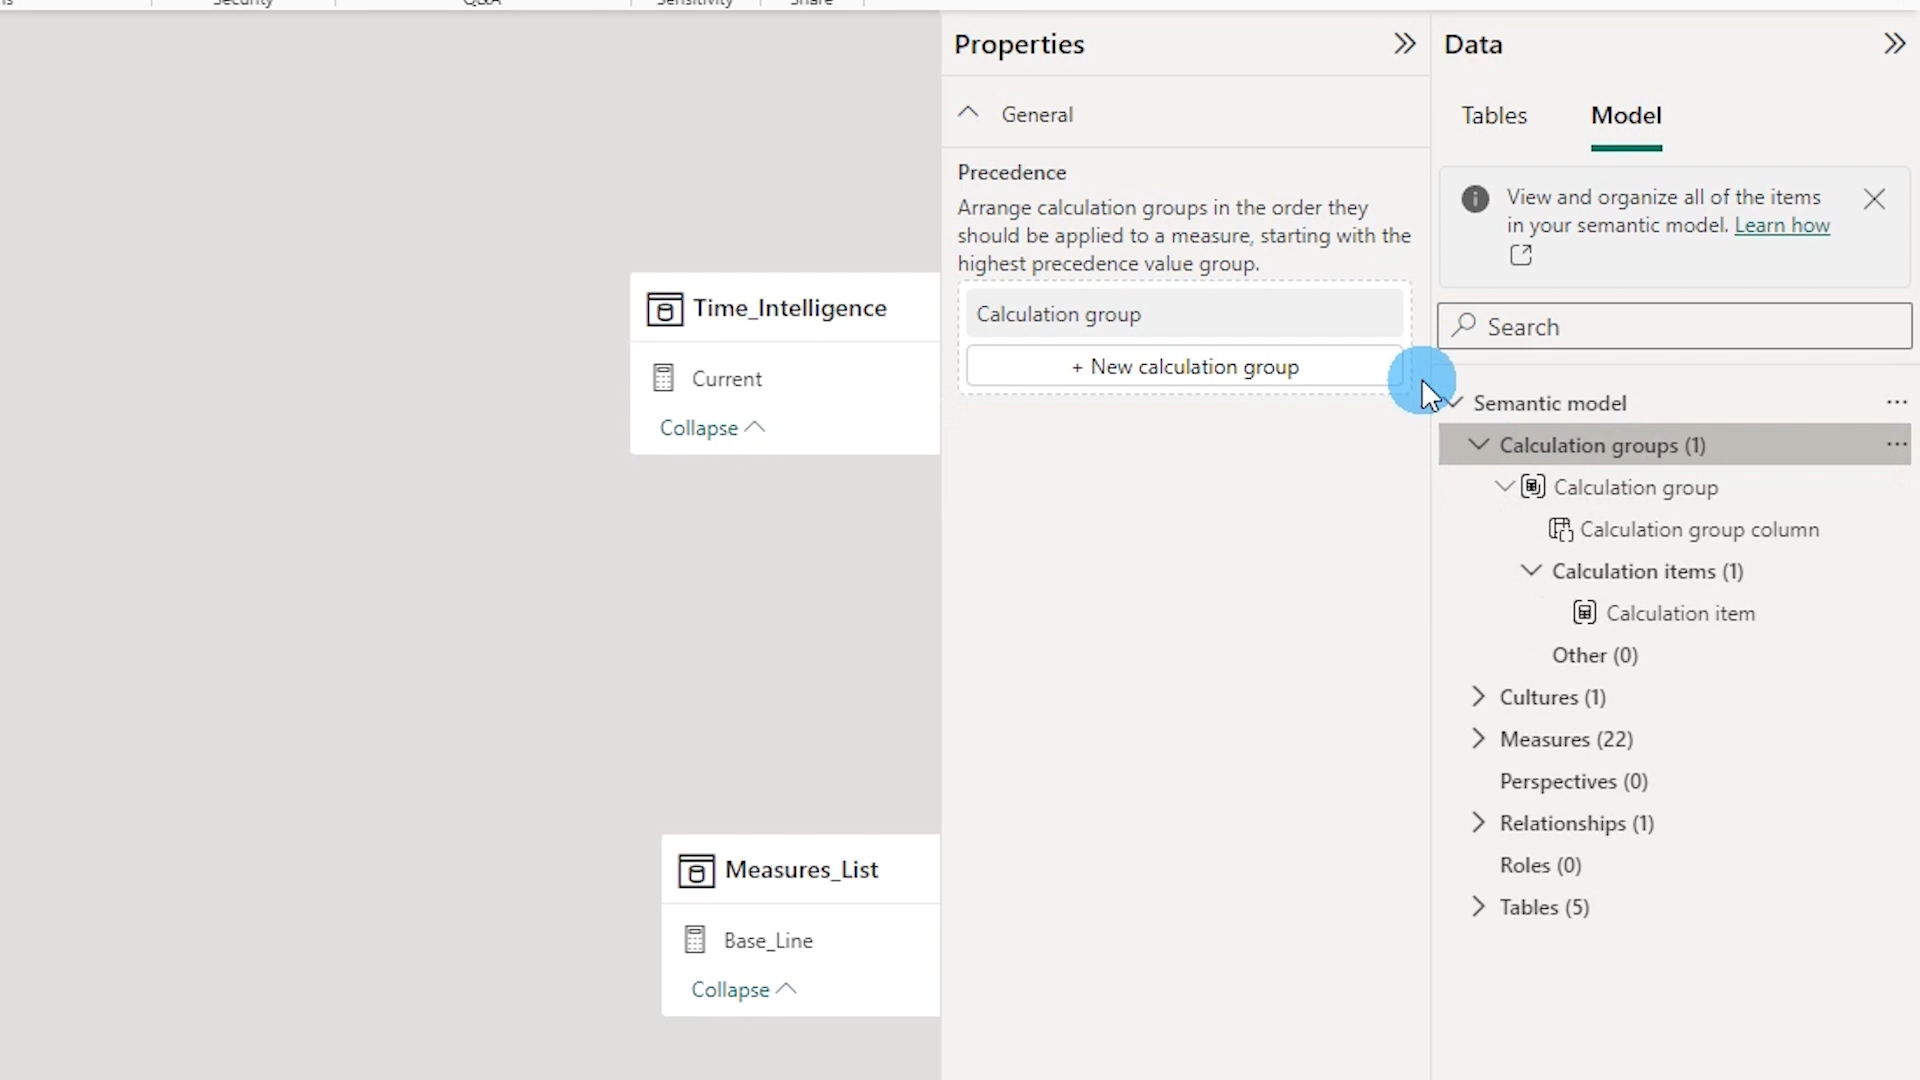 Security
Q&A
Sensitivity
Share
Time_Intelligence
Current
Collapse
Measures_List
Base_Line
Collapse
Properties
General
Precedence
Arrange calculation groups in the order they
should be applied to a measure, starting with the
highest precedence value group.
Calculation group
+ New calculation group
Data
Tables
Model
View and organize all of the items
in your semantic model. Learn how
Search
Semantic model
Calculation groups (1)
Calculation group
Calculation group column
Calculation items (1)
Calculation item
Other (0)
Cultures (1)
Measures (22)
Perspectives (0)
Relationships (1)
Roles (0)
Tables (5)